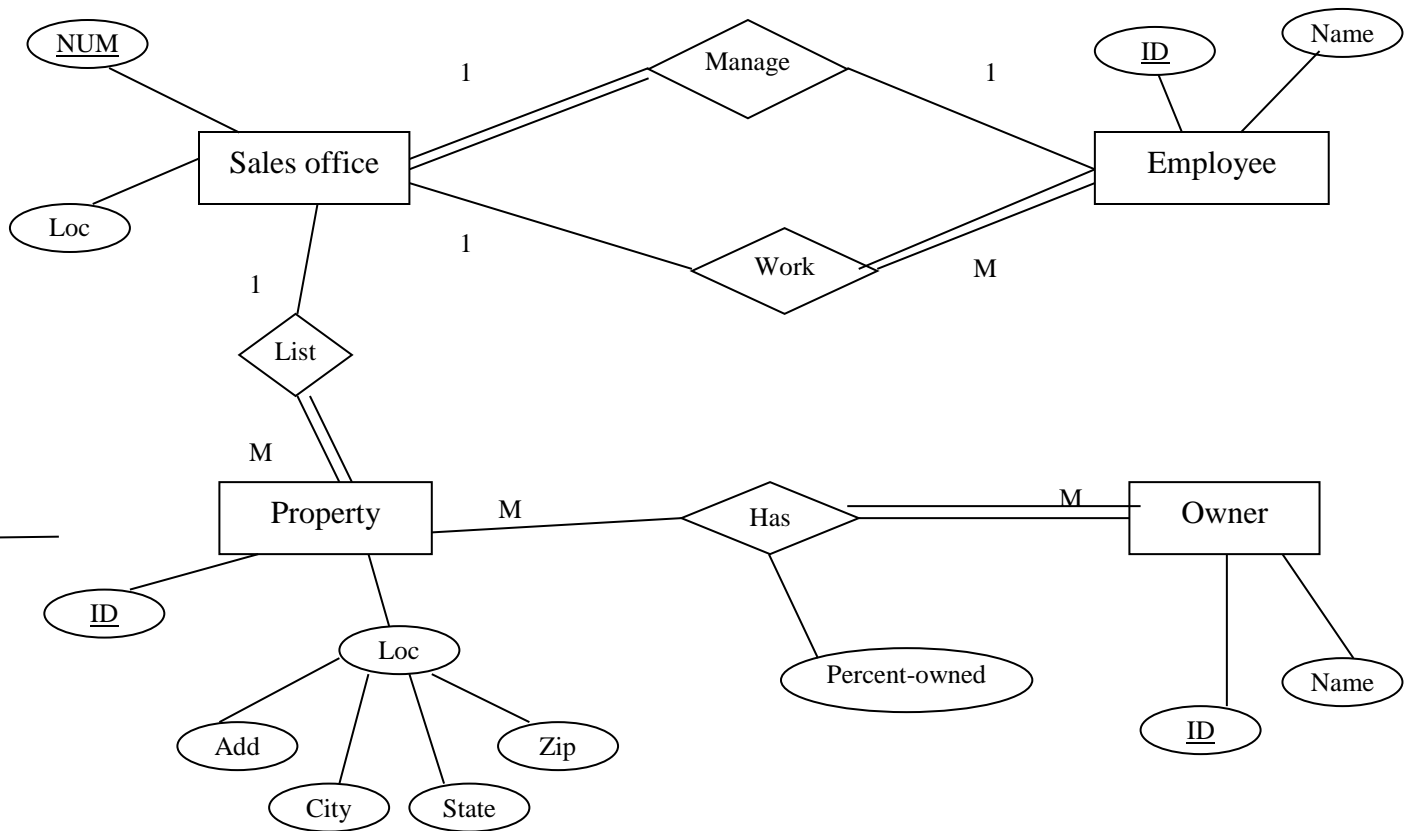 NUM
Manage
ID
Name
1
1
Sales office
Employee
Loc
1
Work
M
1
List
M
Property
M
Has
M
Owner
ID
Loc
Percent-owned
Name
Add
Zip
ID
City
State